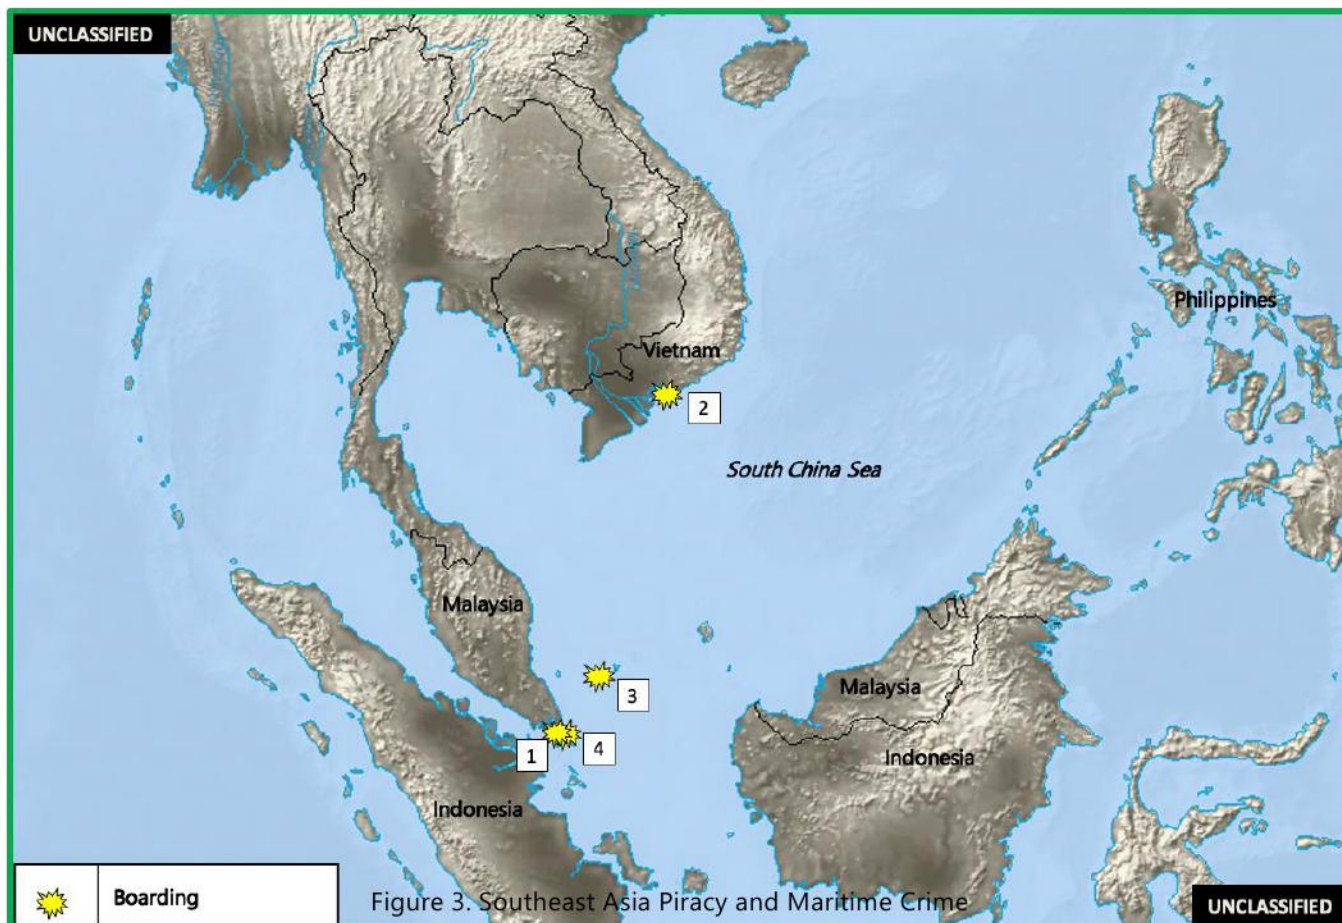 UNCLASSIFIED
Philippines
Vietnam
2
South China Sea
Malaysia
3
Malaysia
1
4
Indonesia
Indonesia
Boarding
Figure 3. Southeast Asia Piracy and Maritime Crime
UNCLASSIFIED